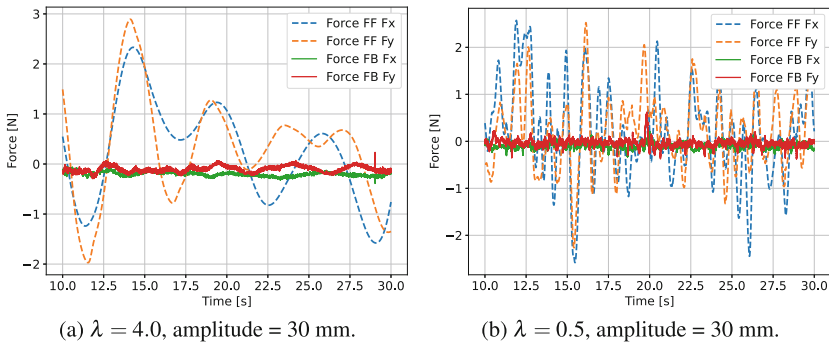 3
2
1
0
−1
−2
Force [N]
Force FF Fx
Force FF Fy
Force FB Fx
Force FB Fy
10.0 12.5 15.0 17.5 20.0 22.5 25.0 27.5 30.0
Time [s]
(a) λ = 4.0, amplitude = 30 mm.
2
1
0
−1
−2
Force [N]
Force FF Fx
Force FF Fy
Force FB Fx
Force FB Fy
10.0 12.5 15.0 17.5 20.0 22.5 25.0 27.5 30.0
Time [s]
(b) λ = 0.5, amplitude = 30 mm.